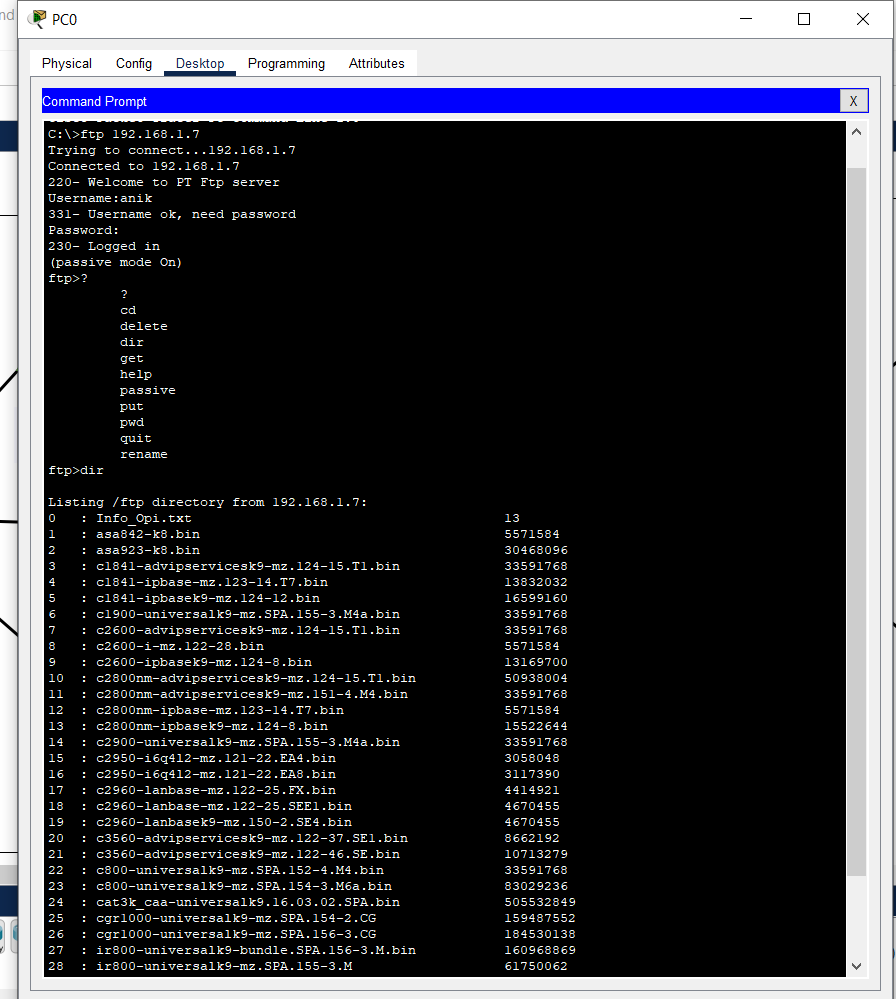 nd
PC0
Physical Config Desktop Programming Attributes
Command Prompt
X
C:\>ftp 192.168.1.7
Trying to connect...192.168.1.7
Connected to 192.168.1.7
220- Welcome to PT Ftp server
Username:anik
331- Username ok, need password
Password:
230- Logged in
(passive mode On)
ftp>?
?
cd
delete
dir
get
help
passive
put
pwd
quit
rename
ftp>dir
Listing /ftp directory from 192.168.1.7:
0 : Info_Opi.txt 13
1 : asa842-k8.bin 5571584
2 : asa923-k8.bin 30468096
3 : c1841-advipservicesk9-mz.124-15.T1.bin 33591768
4 : c1841-ipbase-mz.123-14.T7.bin 13832032
5 : c1841-ipbasek9-mz.124-12.bin 16599160
6 : c1900-universalk9-mz.SPA.155-3.M4a.bin 33591768
7 : c2600-advipservicesk9-mz.124-15.T1.bin 33591768
8 : c2600-i-mz.122-28.bin 5571584
9 : c2600-ipbasek9-mz.124-8.bin 13169700
10 : c2800nm-advipservicesk9-mz.124-15.T1.bin 50938004
11 : c2800nm-advipservicesk9-mz.151-4.M4.bin 33591768
12 : c2800nm-ipbase-mz.123-14.T7.bin 5571584
13 : c2800nm-ipbasek9-mz.124-8.bin 15522644
14 : c2900-universalk9-mz.SPA.155-3.M4a.bin 33591768
15 : c2950-i6q4l2-mz.121-22.EA4.bin 3058048
16 : c2950-i6q4l2-mz.121-22.EA8.bin 3117390
17 : c2960-lanbase-mz.122-25.FX.bin 4414921
18 : c2960-lanbase-mz.122-25.SEE1.bin 4670455
19 : c2960-lanbasek9-mz.150-2.SE4.bin 4670455
20 : c3560-advipservicesk9-mz.122-37.SE1.bin 8662192
21 : c3560-advipservicesk9-mz.122-46.SE.bin 10713279
22 : c800-universalk9-mz.SPA.152-4.M4.bin 33591768
23 : c800-universalk9-mz.SPA.154-3.M6a.bin 83029236
24 : cat3k_caa-universalk9.16.03.02.SPA.bin 505532849
25 : cgr1000-universalk9-mz.SPA.154-2.CG 159487552
26 : cgr1000-universalk9-mz.SPA.156-3.CG 184530138
27 : ir800-universalk9-bundle.SPA.156-3.M.bin 160968869
28 : ir800-universalk9-mz.SPA.155-3.M 61750062